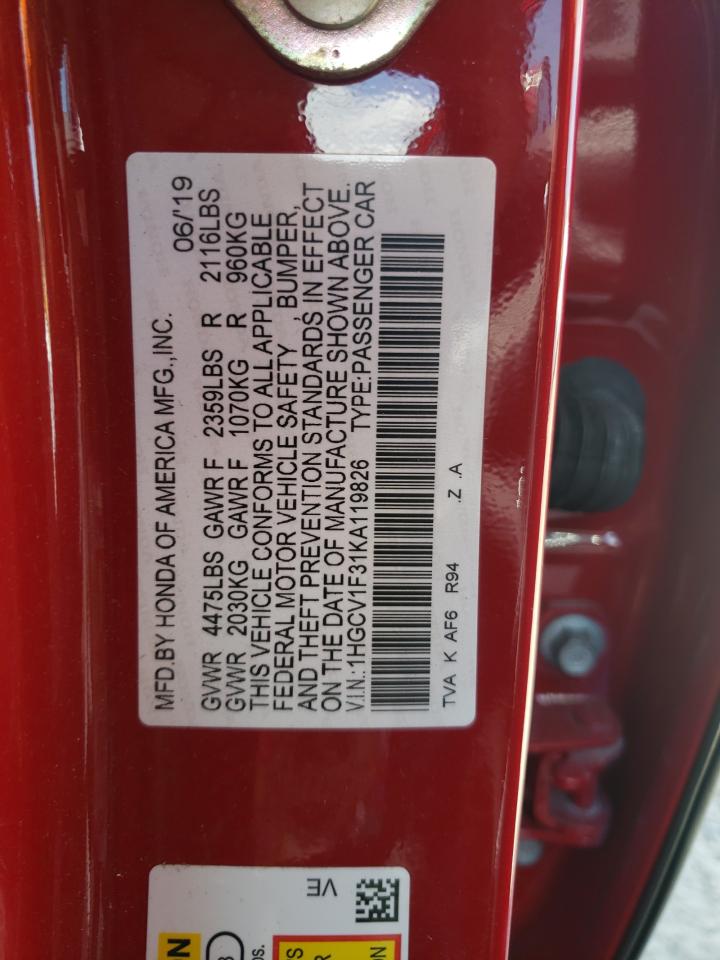 MFD.BY HONDA OF AMERICA MFG.,INC. 06/'19
GVWR 4475LBS GAWR F 2359LBS R 2116LBS
GVWR 2030KG GAWR F 1070KG R 960KG
THIS VEHICLE CONFORMS TO ALL APPLICABLE
FEDERAL MOTOR VEHICLE SAFETY , BUMPER,
AND THEFT PREVENTION STANDARDS IN EFFECT
ON THE DATE OF MANUFACTURE SHOWN ABOVE.
V.I.N.:1HGCV1F31KA119826 TYPE:PASSENGER CAR
TVA K AF6 R94 .Z .A
VE